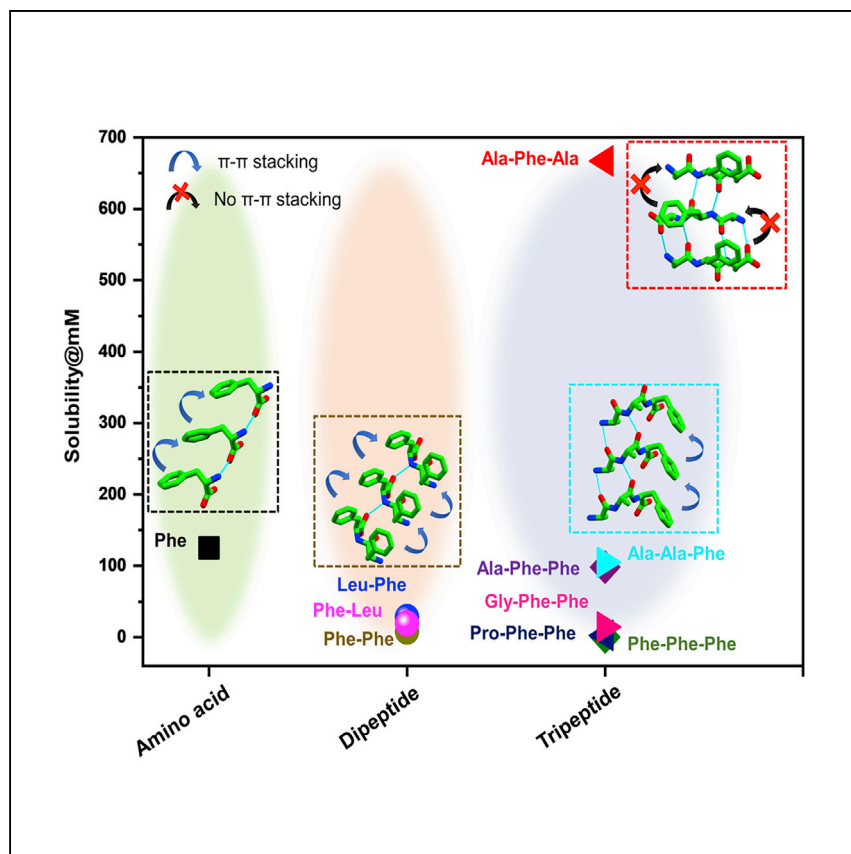 700
600
500
400
300
200
100
0
Solubility@mM
π-π stacking
No π-π stacking
Ala-Phe-Ala
Phe
Leu-Phe
Phe-Leu
Phe-Phe
Ala-Phe-Phe
Ala-Ala-Phe
Gly-Phe-Phe
Pro-Phe-Phe
Phe-Phe-Phe
Amino acid
Dipeptide
Tripeptide